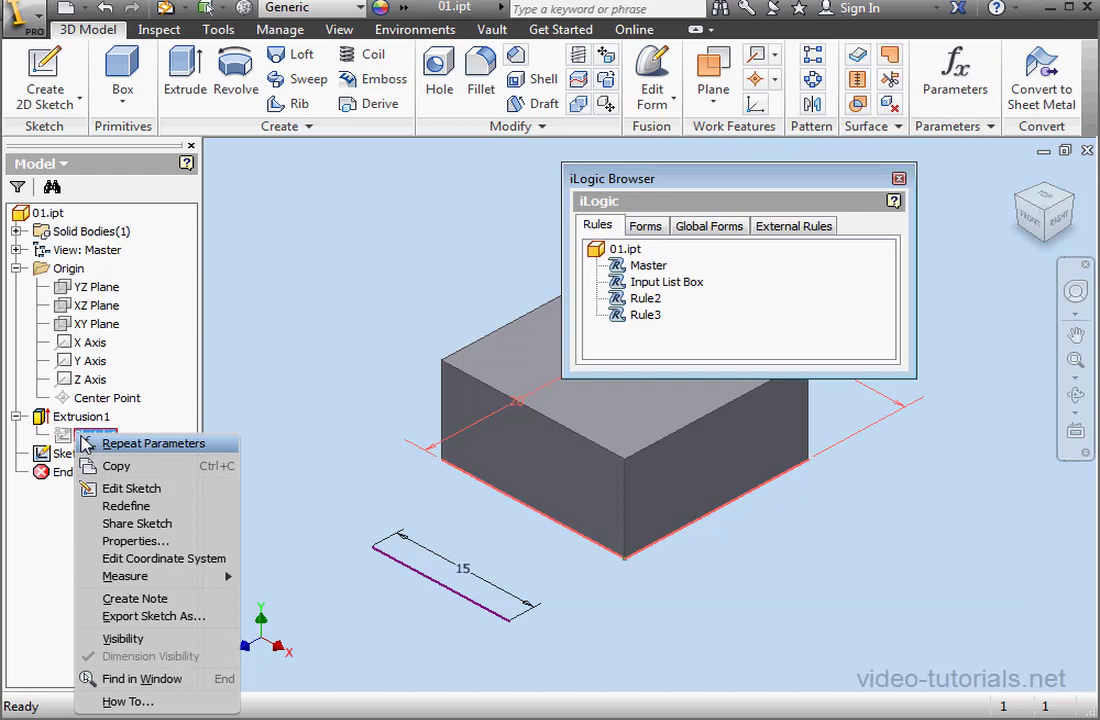 PRO
Generic
01.ipt
Type a keyword or phrase
Sign In
3D Model Inspect Tools Manage View Environments Vault Get Started Online
Create
2D Sketch
Box
Extrude
Revolve
Loft
Sweep
Rib
Coil
Emboss
Derive
Hole
Fillet
Shell
Draft
Edit
Form
Plane
Parameters
Convert to
Sheet Metal
Sketch Primitives Create Modify Fusion Work Features Pattern Surface Parameters Convert
Model
01.ipt
Solid Bodies(1)
View: Master
Origin
YZ Plane
XZ Plane
XY Plane
X Axis
Y Axis
Z Axis
Center Point
Extrusion1
Ske
End
Repeat Parameters
Copy Ctrl+C
Edit Sketch
Redefine
Share Sketch
Properties...
Edit Coordinate System
Measure
Create Note
Export Sketch As...
Visibility
Dimension Visibility
Find in Window End
How To...
iLogic Browser
iLogic
Rules Forms Global Forms External Rules
01.ipt
Master
Input List Box
Rule2
Rule3
TOP
FRONT
RIGHT
15
Y
X
video-tutorials.net
Ready
1 1